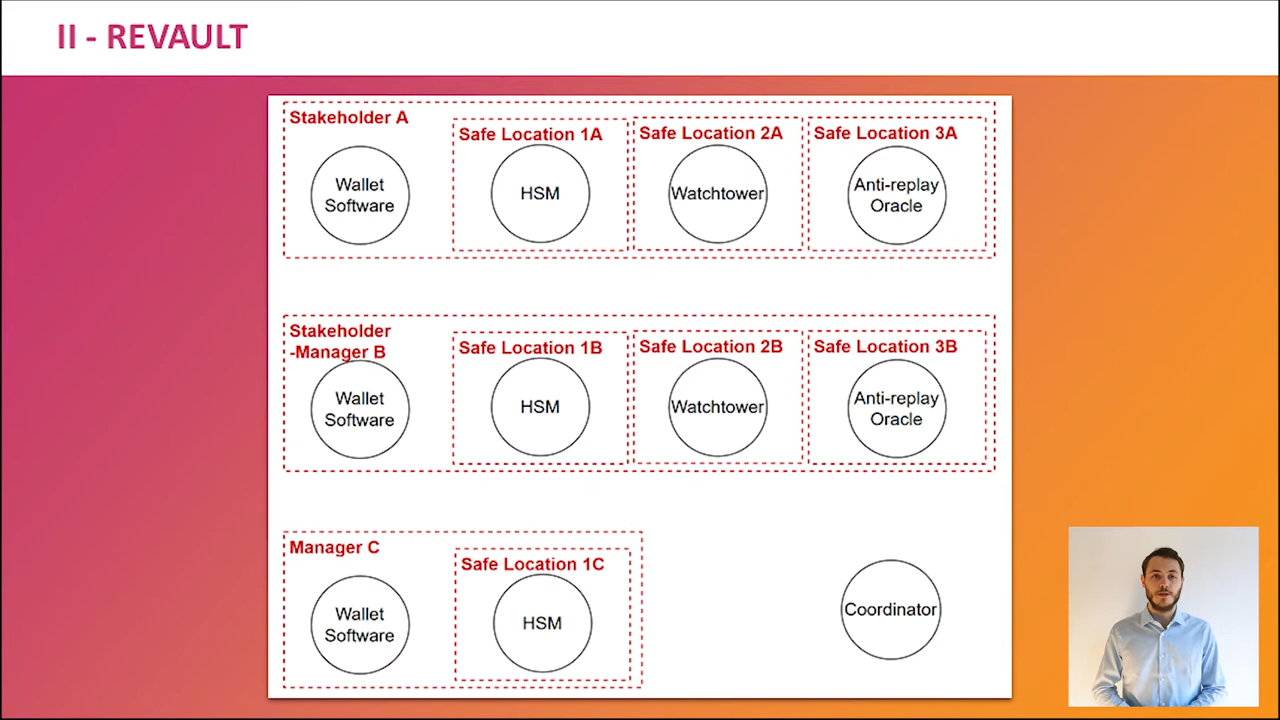 II - REVAULT
Stakeholder A
Wallet
Software
Safe Location 1A
HSM
Safe Location 2A
Watchtower
Safe Location 3A
Anti-replay
Oracle
Stakeholder
-Manager B
Wallet
Software
Safe Location 1B
HSM
Safe Location 2B
Watchtower
Safe Location 3B
Anti-replay
Oracle
Manager C
Wallet
Software
Safe Location 1C
HSM
Coordinator